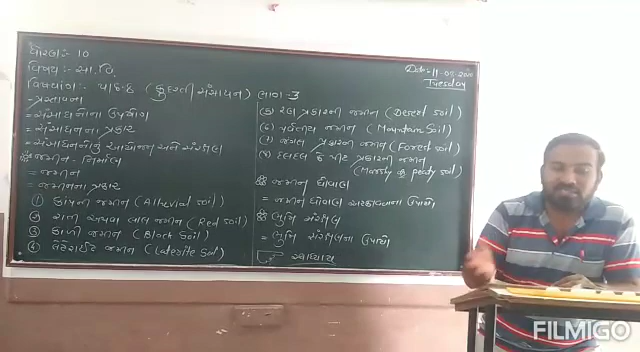 ધોરણ:- 10
વિષય:- સા.વિ.
વિષયાંગ:- પાઠ-8 (કુદરતી સંસાધન) ભાગ-3
Date:-11-08-2020
Tuesday
-પ્રસ્તાવના
-સંસાધનોના ઉપયોગ
-સંસાધનના પ્રકાર
-સંસાધનોનું આયોજન અને સંરક્ષણ
જમીન-નિર્માણ
-જમીન
-જમીનના પ્રકાર
① કાંપની જમીન (Alluvial soil)
② રાતી અથવા લાલ જમીન (Red soil)
③ કાળી જમીન (Black Soil)
④ લેટેરાઈટ જમીન (Laterite Soil)
(5) રણ પ્રકારની જમીન (Desert soil)
(6) પર્વતીય જમીન (Mountain Soil)
(7) જંગલ પ્રકારની જમીન (Forest soil)
(8) દલદલ કે પીટ પ્રકારની જમીન
(Marshy peaty soil)
જમીન ધોવાણ
- જમીન ધોવાણ અટકાવવાના ઉપાયો
ભૂમિ સંરક્ષણ
- ભૂમિ સંરક્ષણના ઉપાયો
સ્વાધ્યાય
FILMIGO